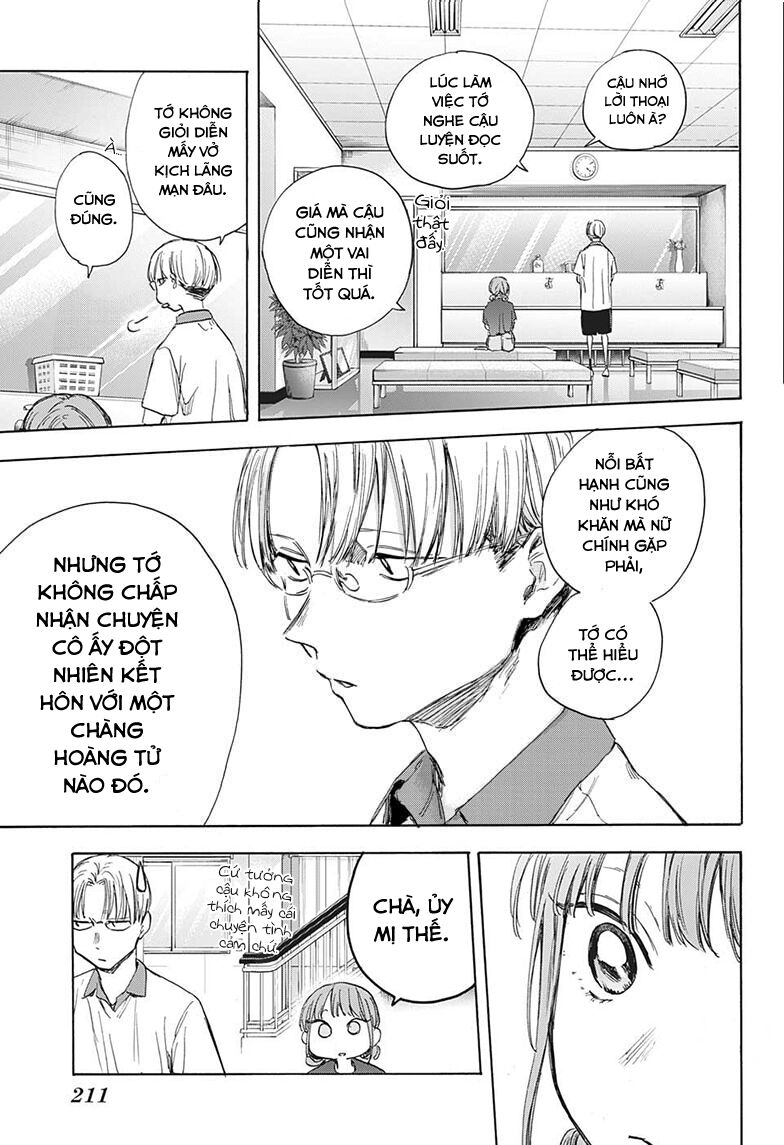 CẬU NHỚ
LỜI THOẠI
LUÔN À?
LÚC LÀM
VIỆC TỚ
NGHE CẬU
LUYỆN ĐỌC
SUỐT.
Giỏi
thật
đấy.
GIÁ MÀ CẬU
CŨNG NHẬN
MỘT VAI
DIỄN THÌ
TỐT QUÁ.
TỚ KHÔNG
GIỎI DIỄN
MẤY VỞ
KỊCH LÃNG
MẠN ĐÂU.
À
CŨNG
ĐÚNG.
NỖI BẤT
HẠNH CŨNG
NHƯ KHÓ
KHĂN MÀ NỮ
CHÍNH GẶP
PHẢI,
TỚ CÓ
THỂ HIỂU
ĐƯỢC...
NHƯNG TỚ
KHÔNG CHẤP
NHẬN CHUYỆN
CÔ ẤY ĐỘT
NHIÊN KẾT
HÔN VỚI MỘT
CHÀNG
HOÀNG TỬ
NÀO ĐÓ.
CHÀ, ỦY
MỊ THẾ.
Cứ tưởng
cậu không
thích mấy cái
chuyện tình
cảm chứ.
211